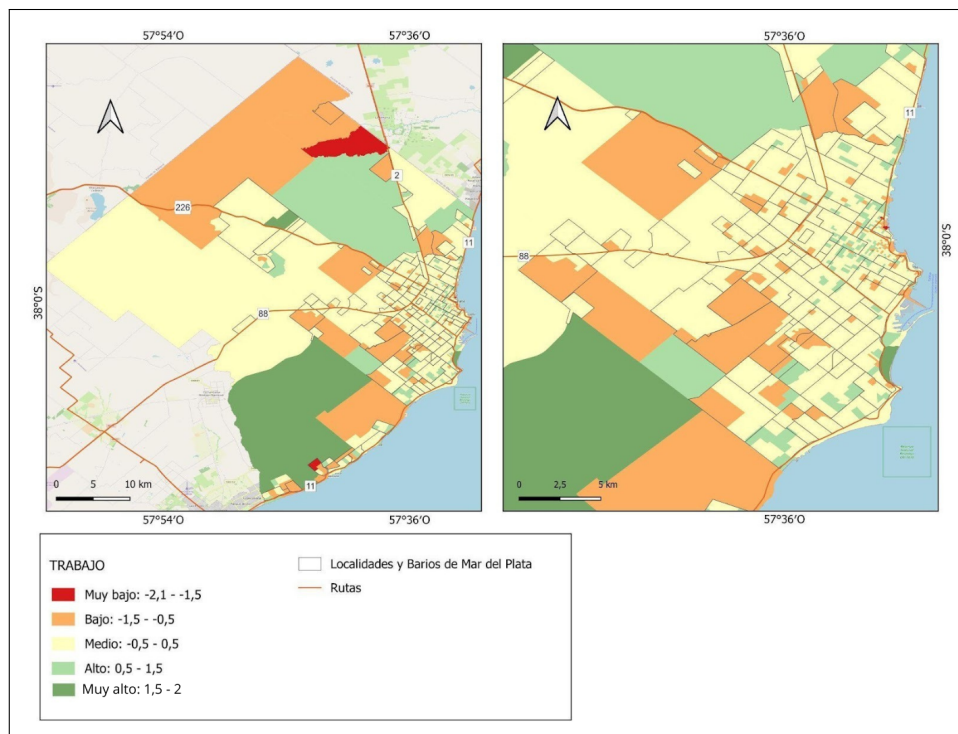 57°54′O
57°36′O
57°36′O
2
226
11
88
11
0
5
10 km
38°0′S
57°54′O
57°36′O
11
88
0
2,5
5 km
38°0′S
57°36′O
TRABAJO
Muy bajo: -2,1 - -1,5
Bajo: -1,5 - -0,5
Medio: -0,5 - 0,5
Alto: 0,5 - 1,5
Muy alto: 1,5 - 2
Localidades y Barios de Mar del Plata
Rutas